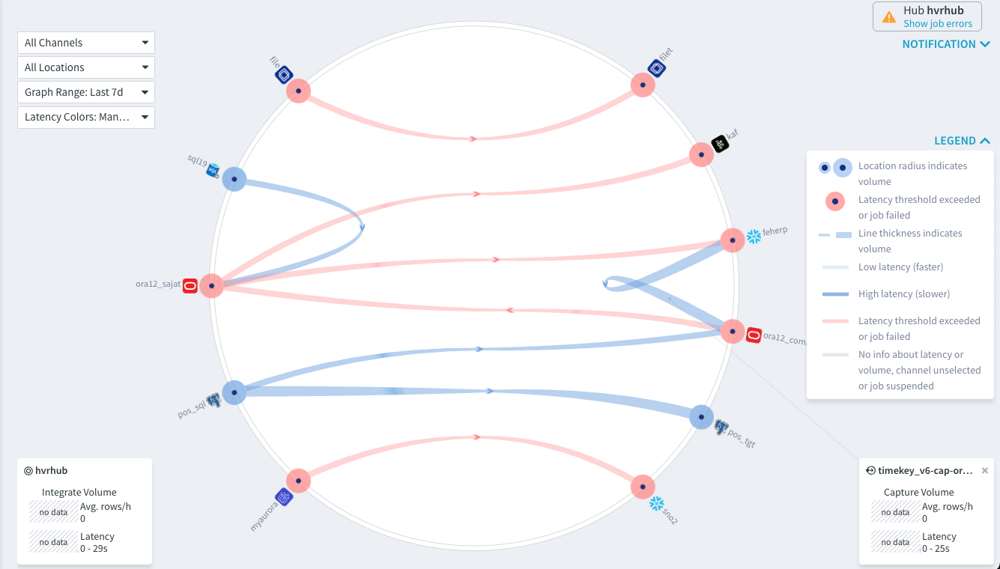 Hub hvrhub
Show job errors
NOTIFICATION
All Channels
All Locations
Graph Range: Last 7d
Latency Colors: Man...
file
filet
kaf
sql19
SQL
feherp
ora12_sajat
ora12_com
pos_sql
pos_tgt
myaurora
sno2
LEGEND
Location radius indicates
volume
Latency threshold exceeded
or job failed
Line thickness indicates
volume
Low latency (faster)
High latency (slower)
Latency threshold exceeded
or job failed
No info about latency or
volume, channel unselected
or job suspended
hvrhub
Integrate Volume
no data
Avg. rows/h
0
no data
Latency
0 - 29s
timekey_v6-cap-or...
Capture Volume
no data
Avg. rows/h
0
no data
Latency
0 - 25s